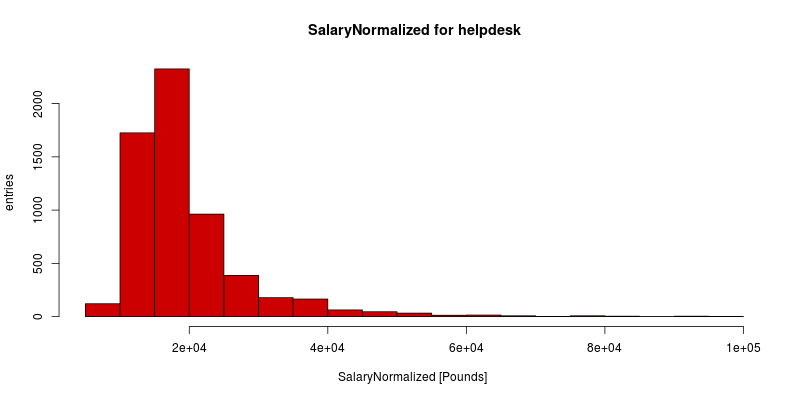 SalaryNormalized for helpdesk
entries
2000
1500
1000
500
0
2e+04 4e+04 6e+04 8e+04 1e+05
SalaryNormalized [Pounds]